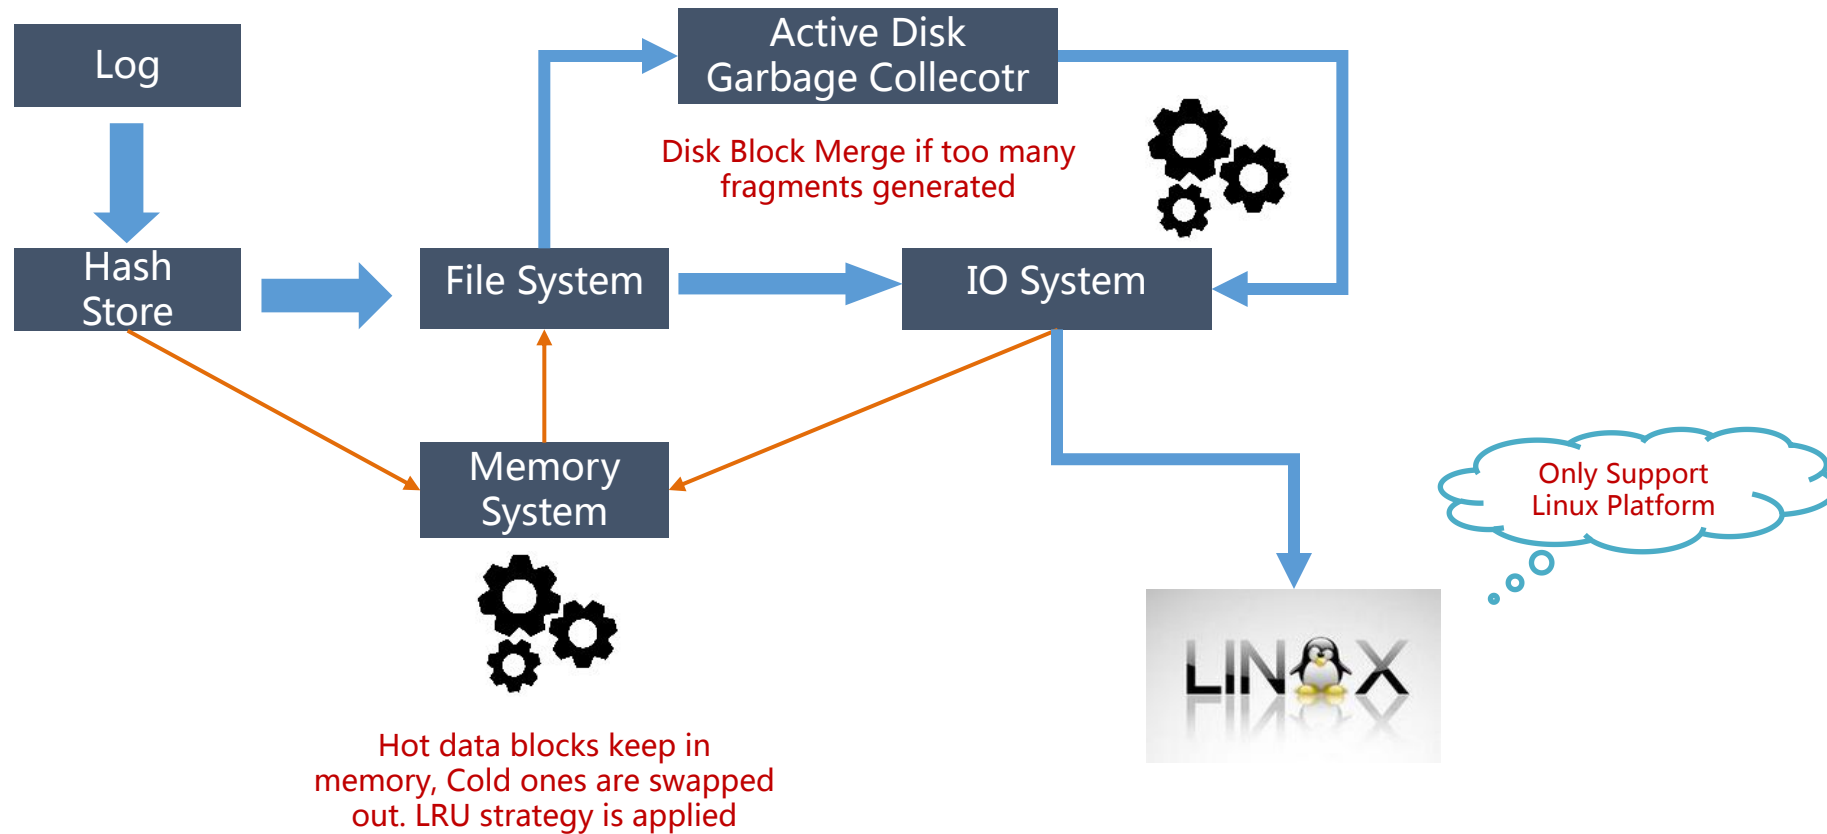 Log
Active Disk
Garbage Collecotr
Disk Block Merge if too many
fragments generated
Hash
Store
File System
IO System
Memory
System
Only Support
Linux Platform
LINUX
Hot data blocks keep in
memory, Cold ones are swapped
out. LRU strategy is applied